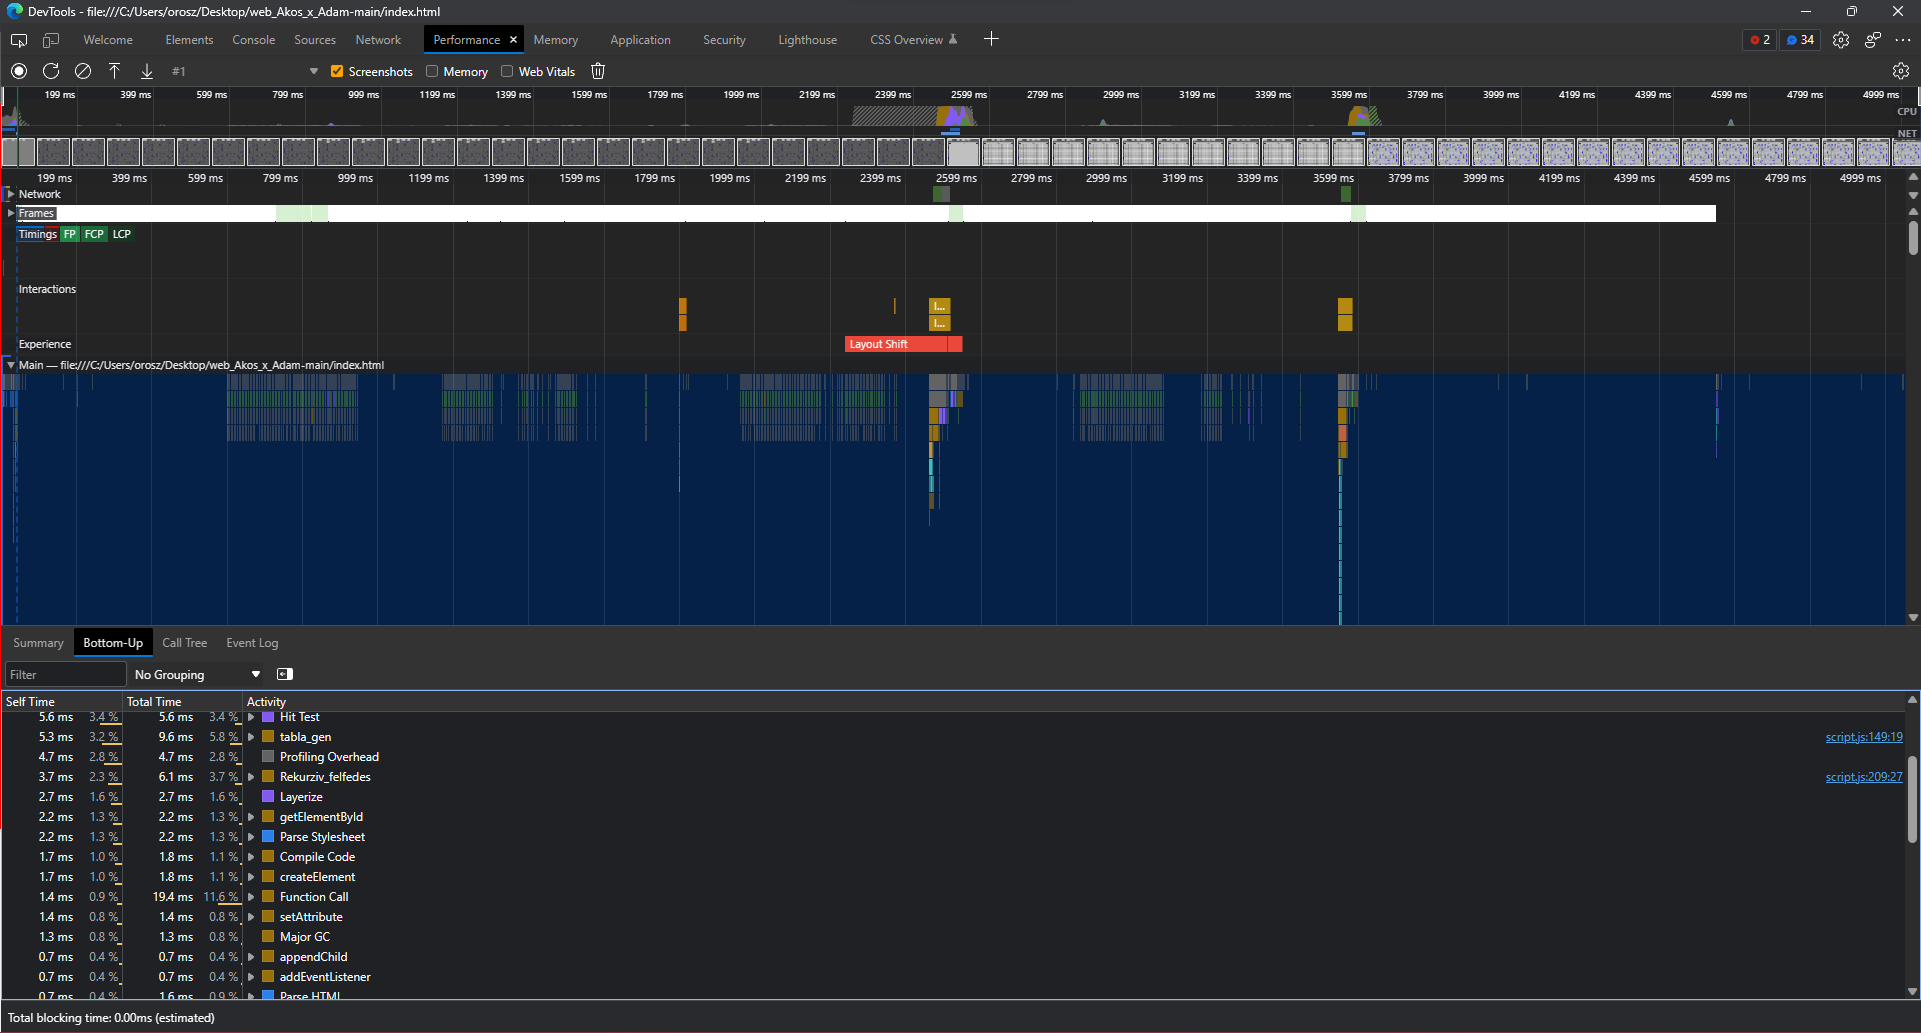 DevTools - file:///C:/Users/orosz/Desktop/web_Akos_x_Adam-main/index.html
Welcome Elements Console Sources Network Performance × Memory Application Security Lighthouse CSS Overview + 2 34
#1 Screenshots Memory Web Vitals
199 ms 399 ms 599 ms 799 ms 999 ms 1199 ms 1399 ms 1599 ms 1799 ms 1999 ms 2199 ms 2399 ms 2599 ms 2799 ms 2999 ms 3199 ms 3399 ms 3599 ms 3799 ms 3999 ms 4199 ms 4399 ms 4599 ms 4799 ms 4999 ms
CPU
NET
199 ms 399 ms 599 ms 799 ms 999 ms 1199 ms 1399 ms 1599 ms 1799 ms 1999 ms 2199 ms 2399 ms 2599 ms 2799 ms 2999 ms 3199 ms 3399 ms 3599 ms 3799 ms 3999 ms 4199 ms 4399 ms 4599 ms 4799 ms 4999 ms
Network
Frames
Timings FP FCP LCP
Interactions
I...
I...
Experience Layout Shift
Main — file:///C:/Users/orosz/Desktop/web_Akos_x_Adam-main/index.html
Summary Bottom-Up Call Tree Event Log
Filter No Grouping
Self Time Total Time Activity
5.6 ms 3.4 % 5.6 ms 3.4 % Hit Test
5.3 ms 3.2 % 9.6 ms 5.8 % tabla_gen script.js:149:19
4.7 ms 2.8 % 4.7 ms 2.8 % Profiling Overhead
3.7 ms 2.3 % 6.1 ms 3.7 % Rekurziv_felfedes script.js:209:27
2.7 ms 1.6 % 2.7 ms 1.6 % Layerize
2.2 ms 1.3 % 2.2 ms 1.3 % getElementById
2.2 ms 1.3 % 2.2 ms 1.3 % Parse Stylesheet
1.7 ms 1.0 % 1.8 ms 1.1 % Compile Code
1.7 ms 1.0 % 1.8 ms 1.1 % createElement
1.4 ms 0.9 % 19.4 ms 11.6 % Function Call
1.4 ms 0.8 % 1.4 ms 0.8 % setAttribute
1.3 ms 0.8 % 1.3 ms 0.8 % Major GC
0.7 ms 0.4 % 0.7 ms 0.4 % appendChild
0.7 ms 0.4 % 0.7 ms 0.4 % addEventListener
0.7 ms 0.4 % 1.6 ms 0.9 % Parse HTML
Total blocking time: 0.00ms (estimated)